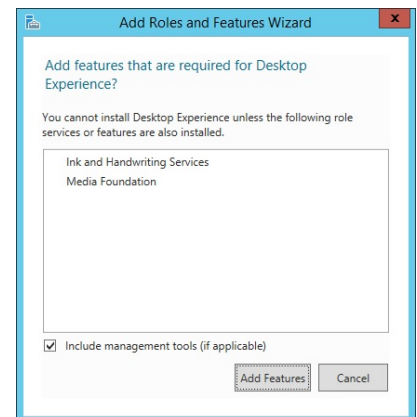 Add Roles and Features Wizard
x
Add features that are required for Desktop
Experience?
You cannot install Desktop Experience unless the following role
services or features are also installed.
Ink and Handwriting Services
Media Foundation
Include management tools (if applicable)
Add Features
Cancel